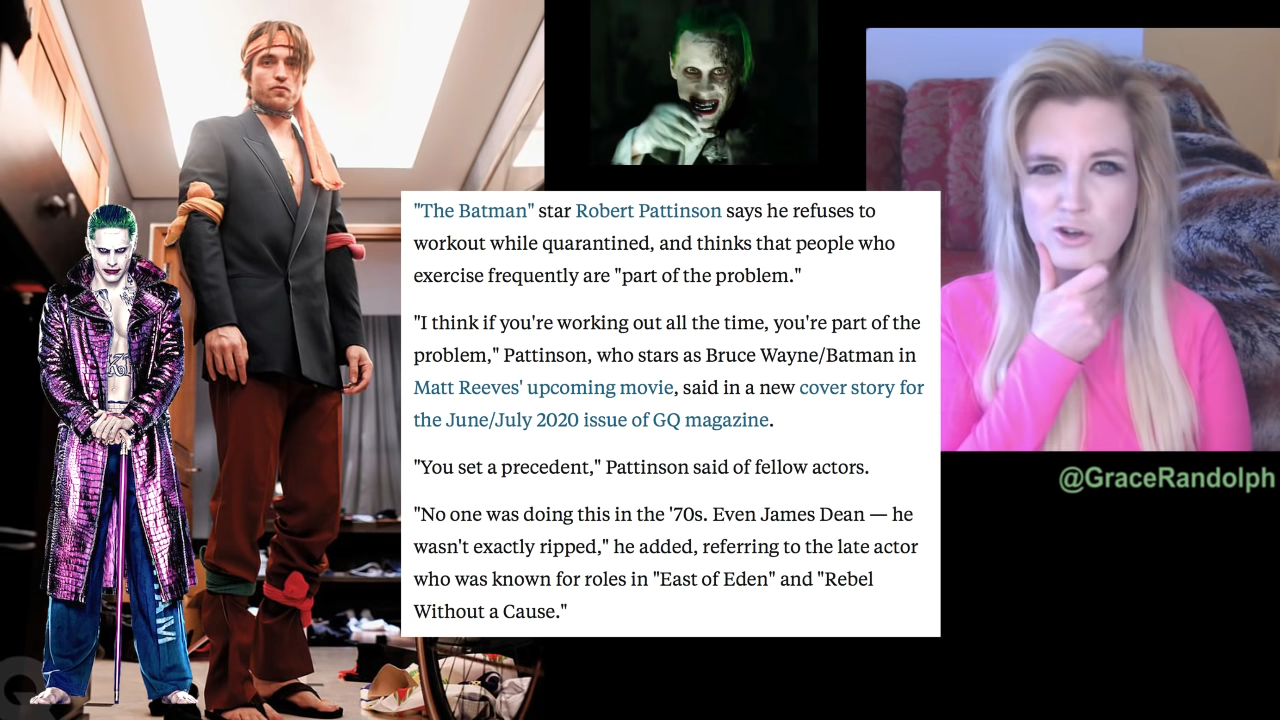 "The Batman" star Robert Pattinson says he refuses to
workout while quarantined, and thinks that people who
exercise frequently are "part of the problem."
"I think if you're working out all the time, you're part of the
problem," Pattinson, who stars as Bruce Wayne/Batman in
Matt Reeves' upcoming movie, said in a new cover story for
the June/July 2020 issue of GQ magazine.
"You set a precedent," Pattinson said of fellow actors.
"No one was doing this in the '70s. Even James Dean — he
wasn't exactly ripped," he added, referring to the late actor
who was known for roles in "East of Eden" and "Rebel
Without a Cause."
@GraceRandolph